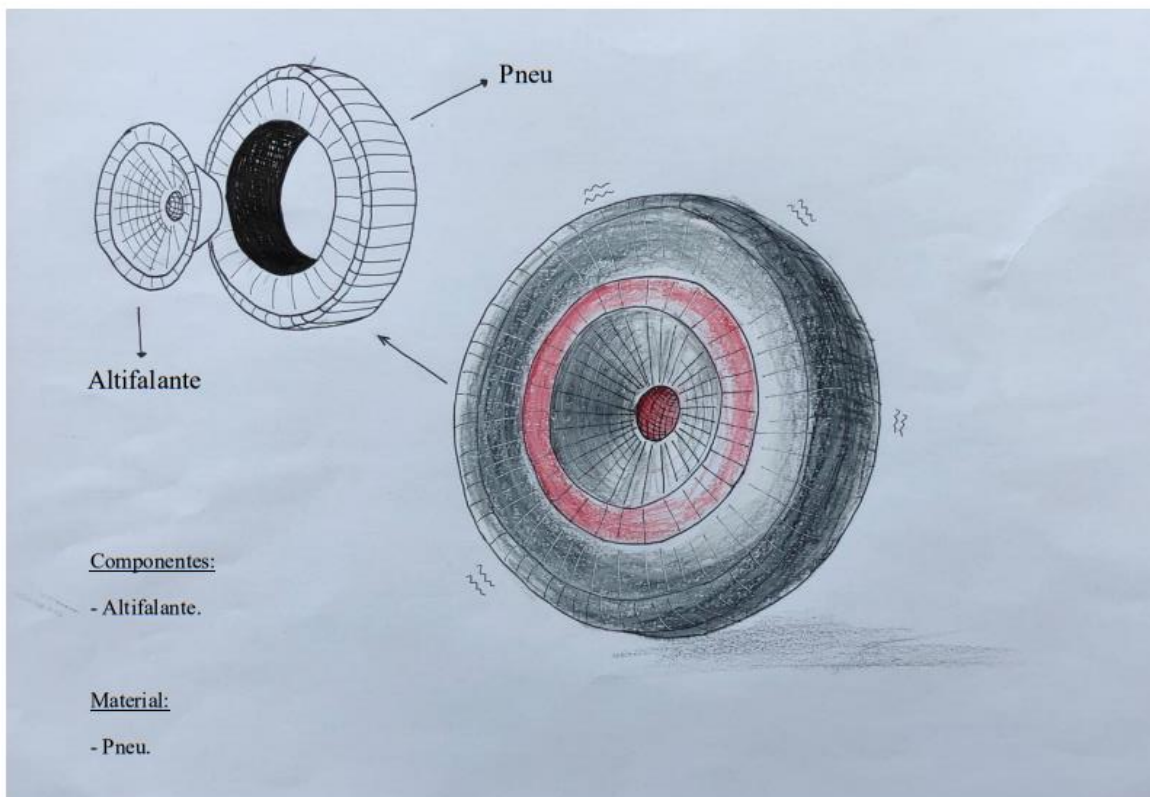 Pneu
Altifalante
Componentes:
- Altifalante.
Material:
- Pneu.